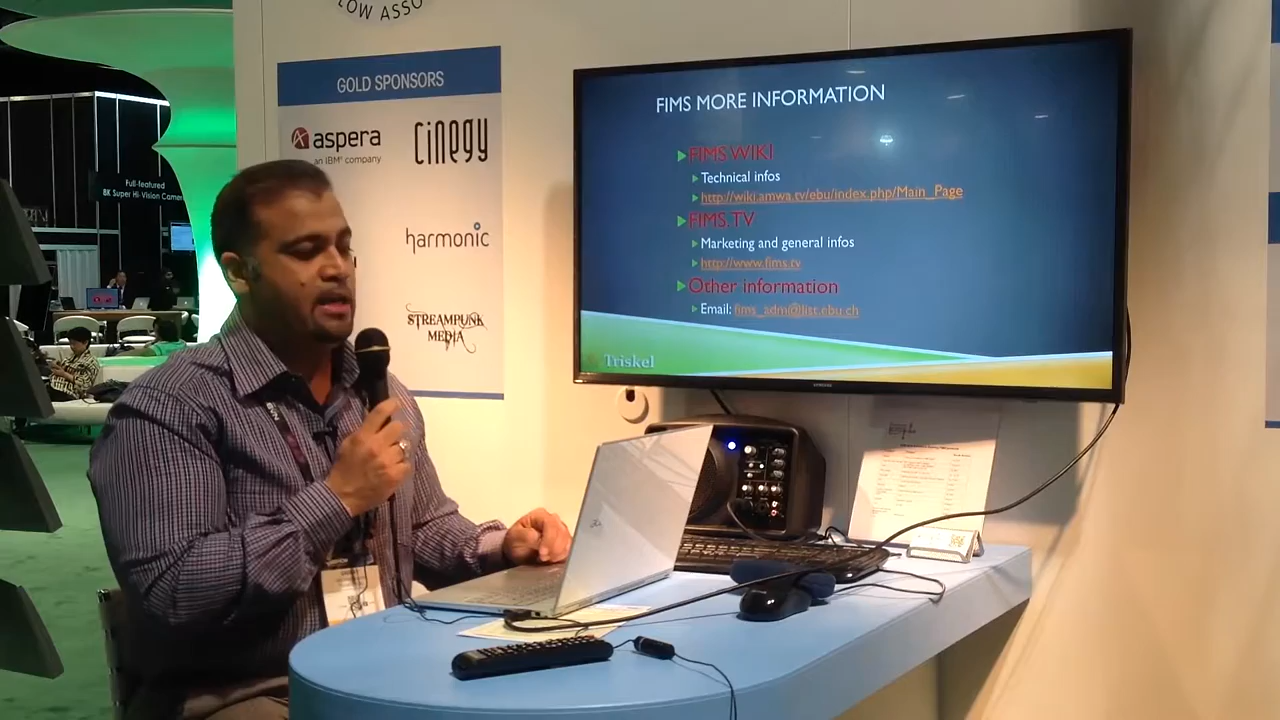 LOW ASSO
GOLD SPONSORS
aspera
an IBM® company
cinegy
harmonic
STREAMPUNK
MEDIA
Full-featured
8K Super Hi-Vision Camera
FIMS MORE INFORMATION
FIMS.WIKI
Technical infos
http://wiki.amwa.tv/ebu/index.php/Main_Page
FIMS.TV
Marketing and general infos
http://www.fims.tv
Other information
Email: fims_adm@list.ebu.ch
Triskel
SAMSUNG